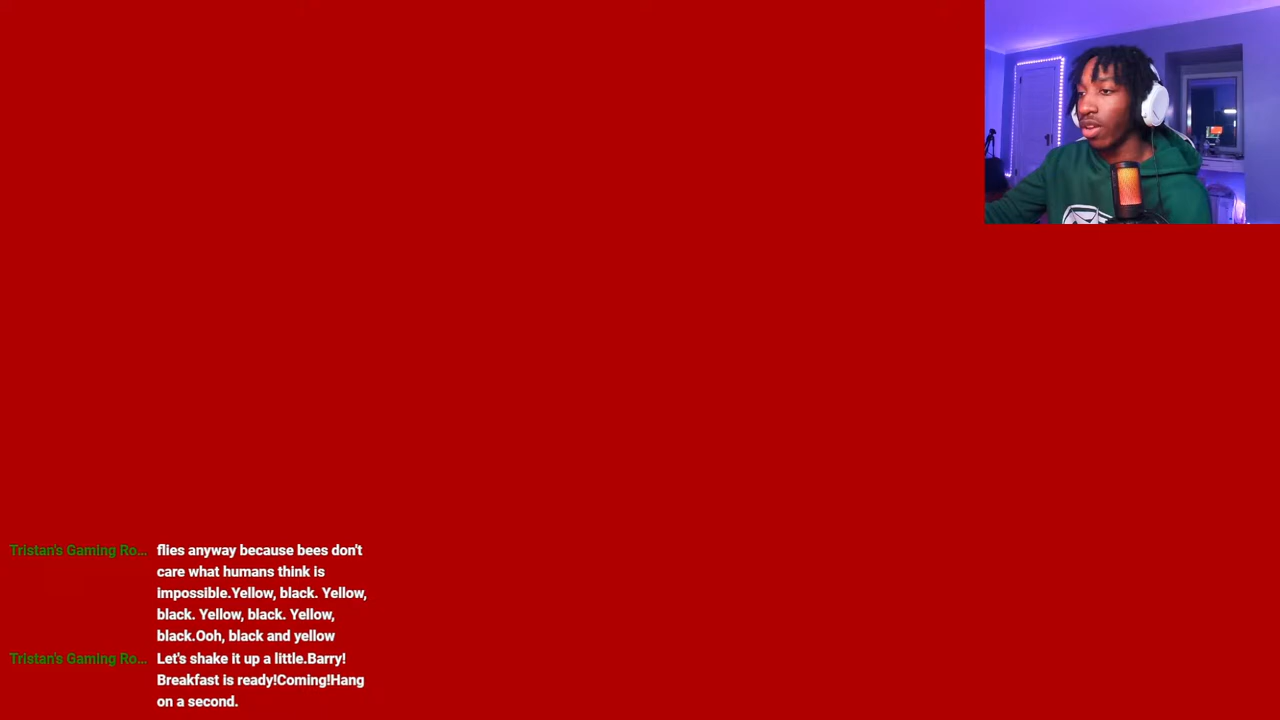 Tristan's Gaming Ro... flies anyway because bees don't
care what humans think is
impossible.Yellow, black. Yellow,
black. Yellow, black. Yellow,
black.Ooh, black and yellow
Tristan's Gaming Ro... Let's shake it up a little.Barry!
Breakfast is ready!Coming!Hang
on a second.